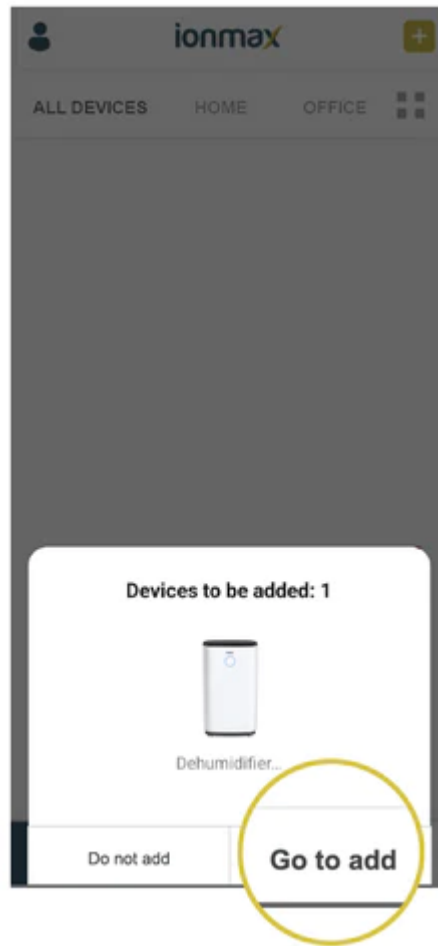 ionmax
ALL DEVICES HOME OFFICE
Devices to be added: 1
Dehumidifier...
Do not add Go to add